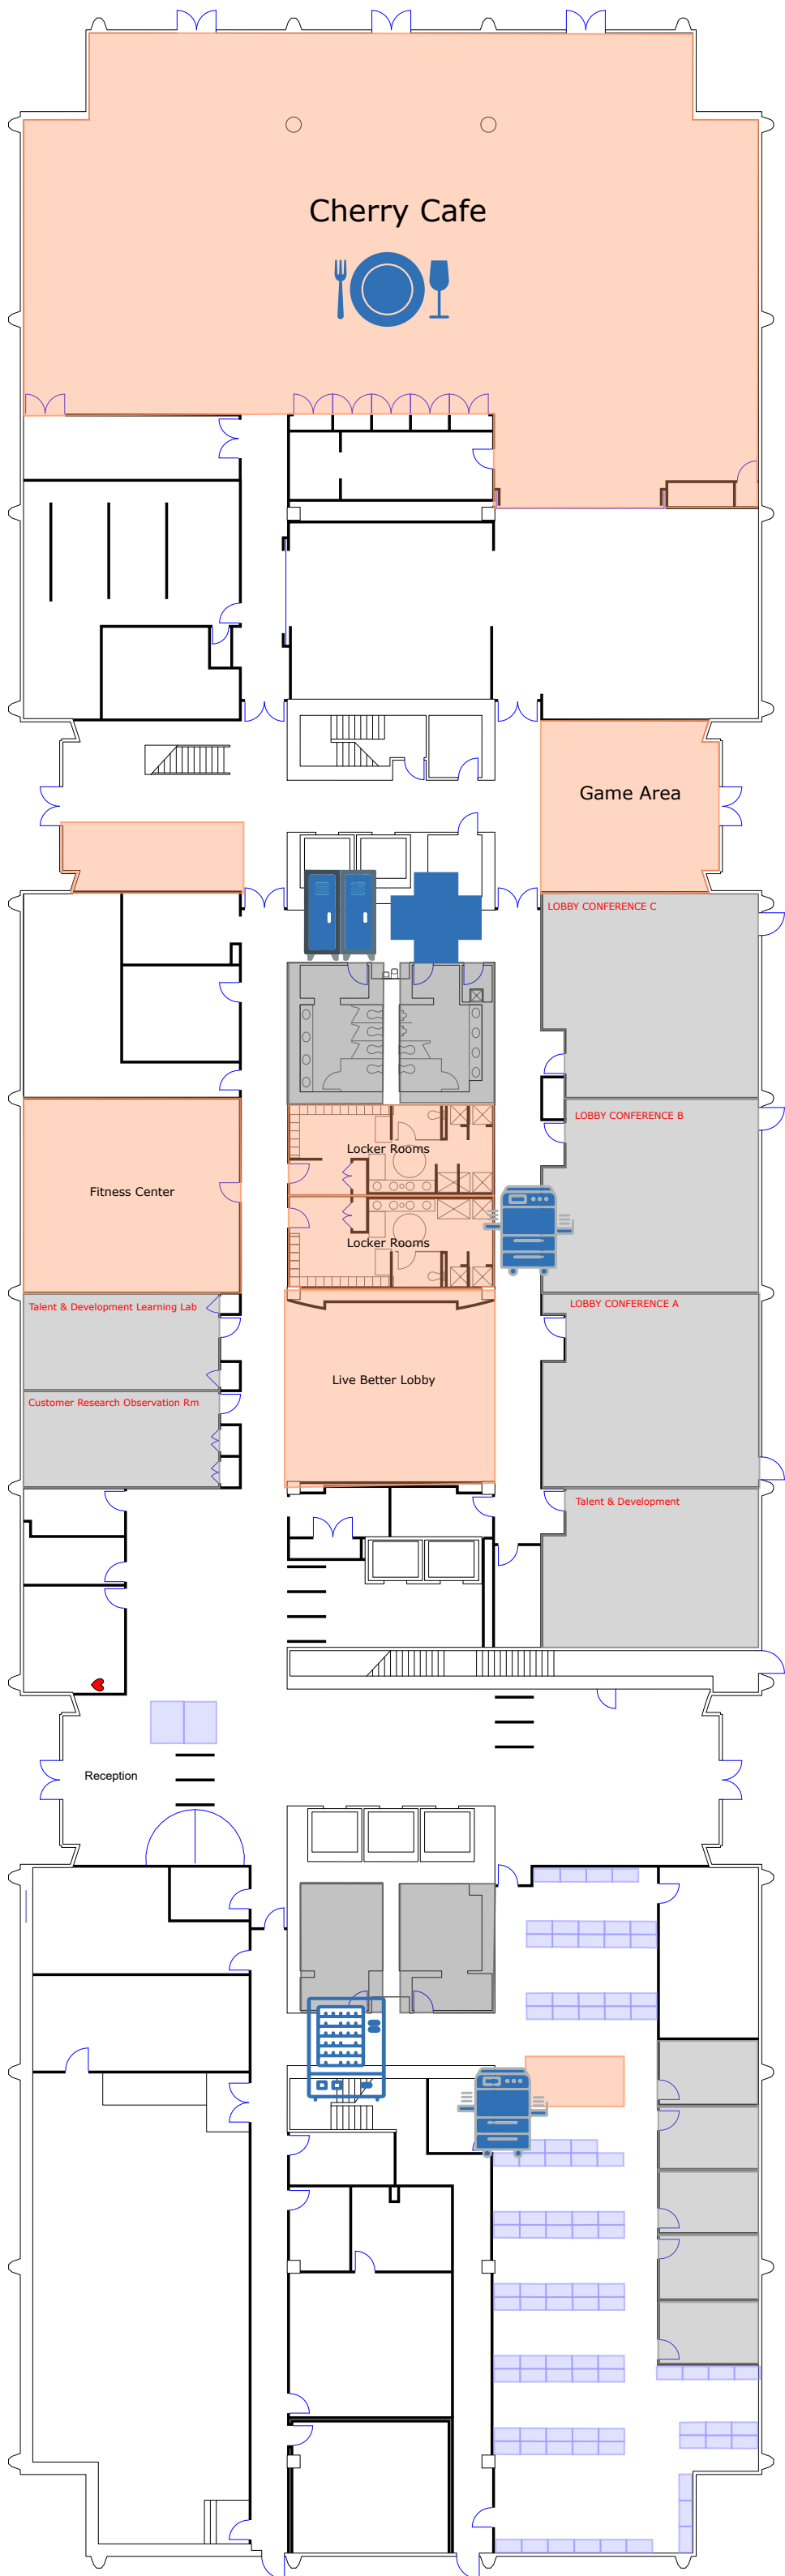 Cherry Cafe
Game Area
LOBBY CONFERENCE C
LOBBY CONFERENCE B
Locker Rooms
Fitness Center
Locker Rooms
Talent & Development Learning Lab
LOBBY CONFERENCE A
Live Better Lobby
Customer Research Observation Rm
Talent & Development
Reception